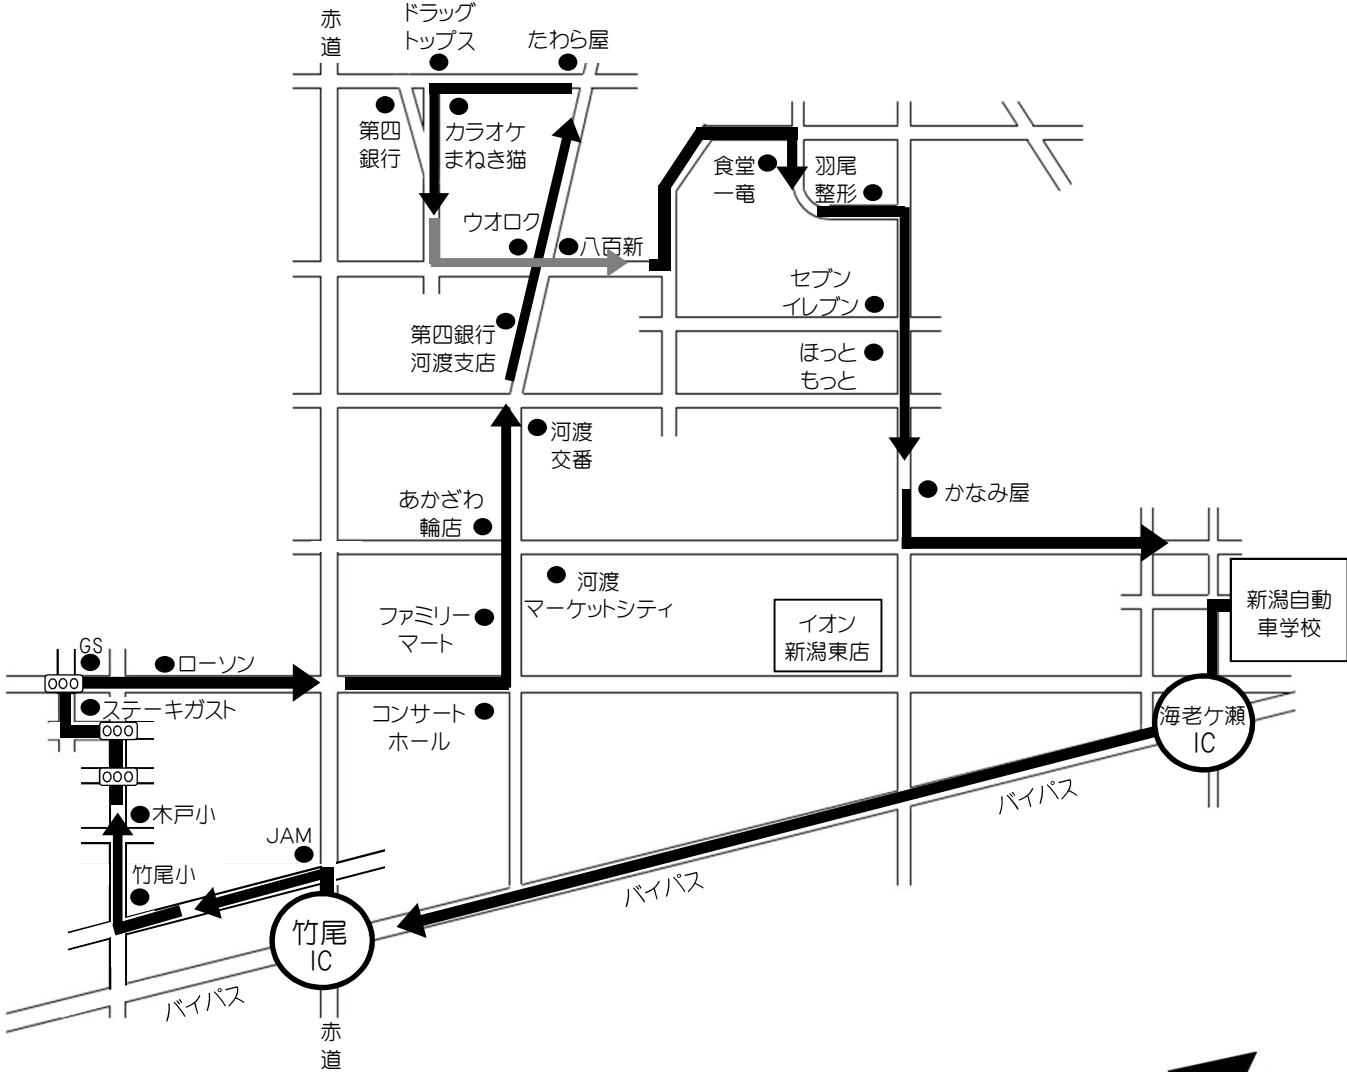 赤
道
ドラッグ
トップス
たわら屋
第四
銀行
カラオケ
まねき猫
食堂
一竜
羽尾
整形
ウオロク
八百新
セブン
イレブン
第四銀行
河渡支店
ほっと
もっと
河渡
交番
あかざわ
輪店
かなみ屋
河渡
マーケットシティ
ファミリー
マート
イオン
新潟東店
新潟自動
車学校
GS
ローソン
ステーキガスト
コンサート
ホール
海老ケ瀬
IC
木戸小
JAM
竹尾小
バイパス
バイパス
竹尾
IC
バイパス
赤
道